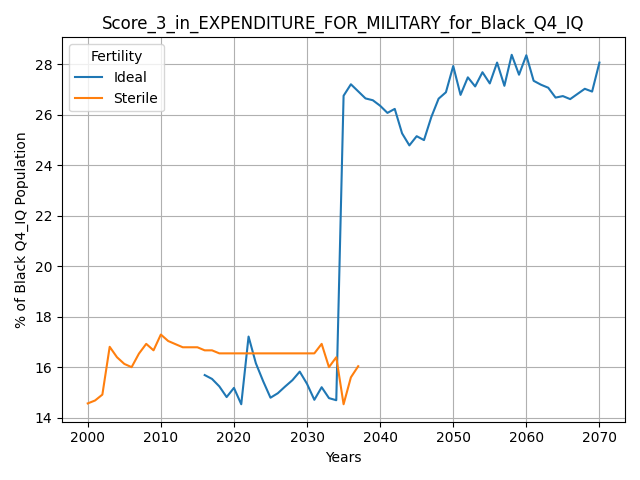 Score_3_in_EXPENDITURE_FOR_MILITARY_for_Black_Q4_IQ
Fertility
Ideal
Sterile
% of Black Q4_IQ Population
28
26
24
22
20
18
16
14
2000 2010 2020 2030 2040 2050 2060 2070
Years